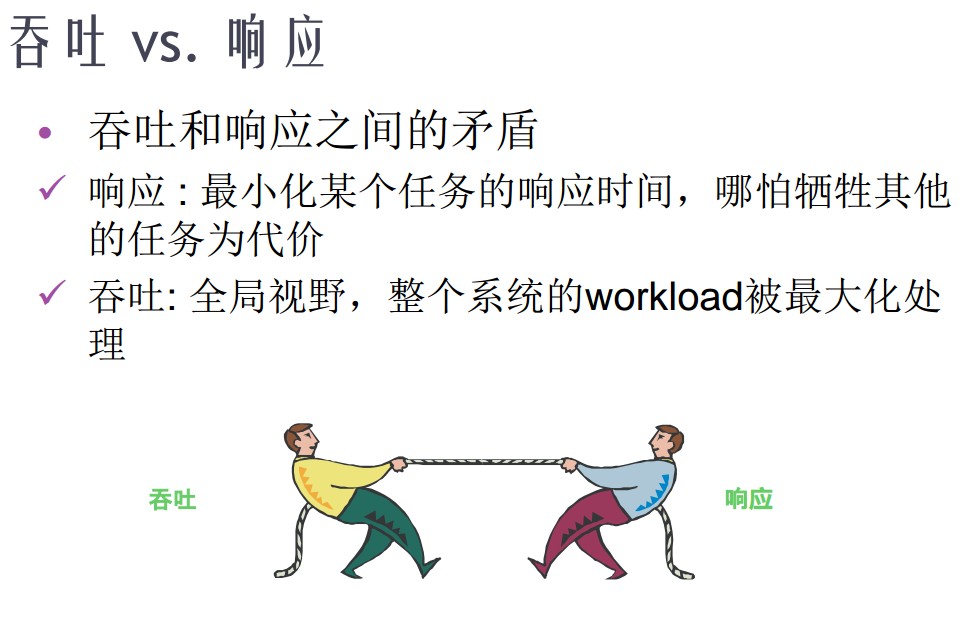 吞吐 vs. 响应
• 吞吐和响应之间的矛盾
✓ 响应 : 最小化某个任务的响应时间，哪怕牺牲其他
的任务为代价
✓ 吞吐: 全局视野，整个系统的workload被最大化处
理
吞吐
响应